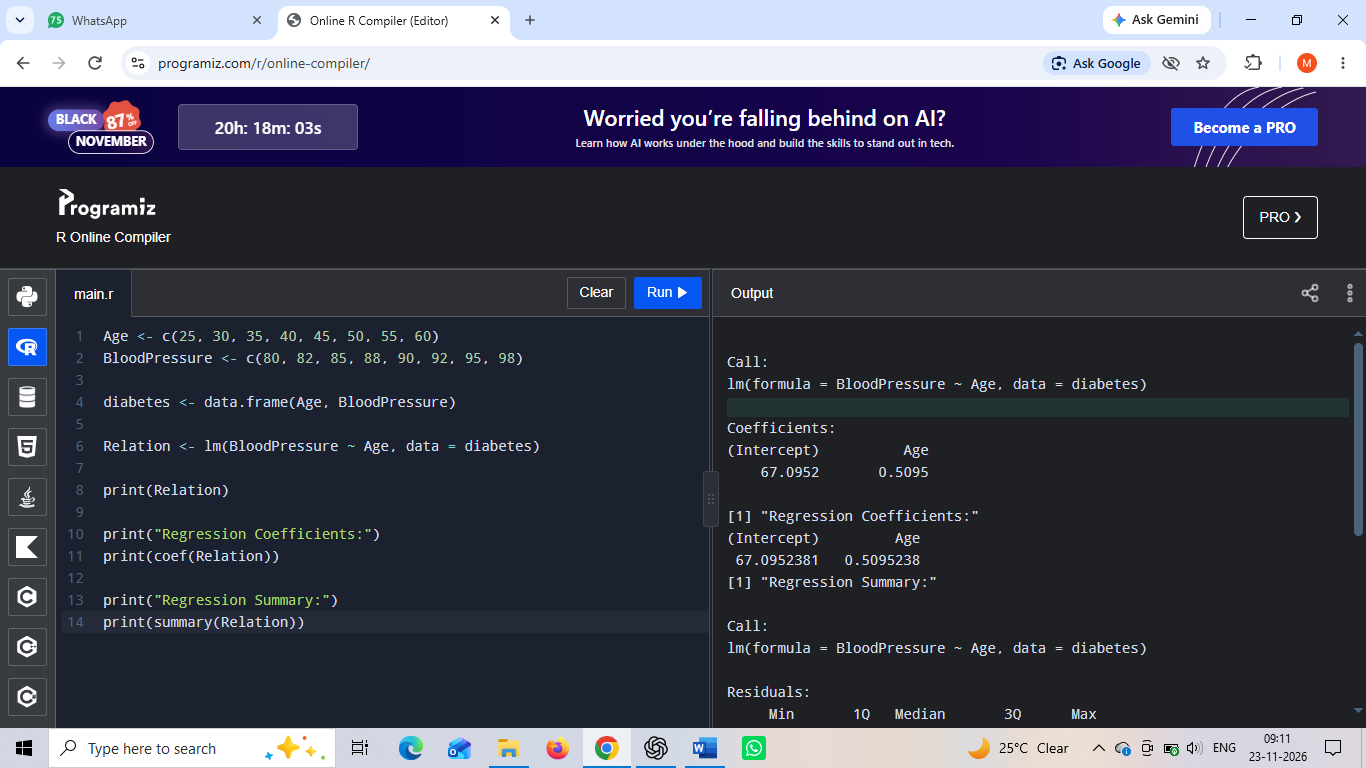 75 WhatsApp
Online R Compiler (Editor)
Ask Gemini
programiz.com/r/online-compiler/
Ask Google
M
BLACK 87% OFF
NOVEMBER
20h: 18m: 03s
Worried you're falling behind on AI?
Learn how AI works under the hood and build the skills to stand out in tech.
Become a PRO
Programiz
R Online Compiler
PRO ❯
main.r
Clear
Run
1 Age <- c(25, 30, 35, 40, 45, 50, 55, 60)
2 BloodPressure <- c(80, 82, 85, 88, 90, 92, 95, 98)
3
4 diabetes <- data.frame(Age, BloodPressure)
5
6 Relation <- lm(BloodPressure ~ Age, data = diabetes)
7
8 print(Relation)
9
10 print("Regression Coefficients:")
11 print(coef(Relation))
12
13 print("Regression Summary:")
14 print(summary(Relation))
Output
Call:
lm(formula = BloodPressure ~ Age, data = diabetes)
Coefficients:
(Intercept) Age
67.0952 0.5095
[1] "Regression Coefficients:"
(Intercept) Age
67.0952381 0.5095238
[1] "Regression Summary:"
Call:
lm(formula = BloodPressure ~ Age, data = diabetes)
Residuals:
Min 1Q Median 3Q Max
Type here to search
25°C Clear
ENG
09:11
23-11-2026